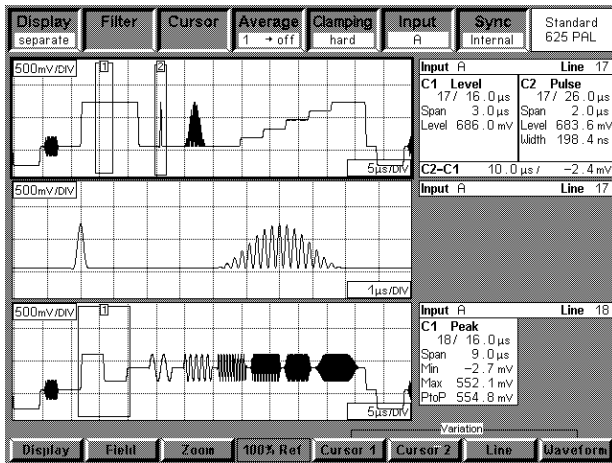 Display Filter Cursor Average Clamping Input Sync Standard
separate 1 → off hard A Internal 625 PAL
500mV/DIV 1 2
5µs/DIV
Input A Line 17
C1 Level C2 Pulse
17/ 16.0µs 17/ 26.0µs
Span 3.0µs Span 2.0µs
Level 686.0mV Level 683.6mV
Width 198.4ns
C2-C1 10.0µs/ -2.4mV
500mV/DIV
1µs/DIV
Input A Line 17
500mV/DIV 1
5µs/DIV
Input A Line 18
C1 Peak
18/ 16.0µs
Span 9.0µs
Min -2.7mV
Max 552.1mV
PtoP 554.8mV
Variation
Display Field Zoom 100% Ref Cursor 1 Cursor 2 Line Waveform